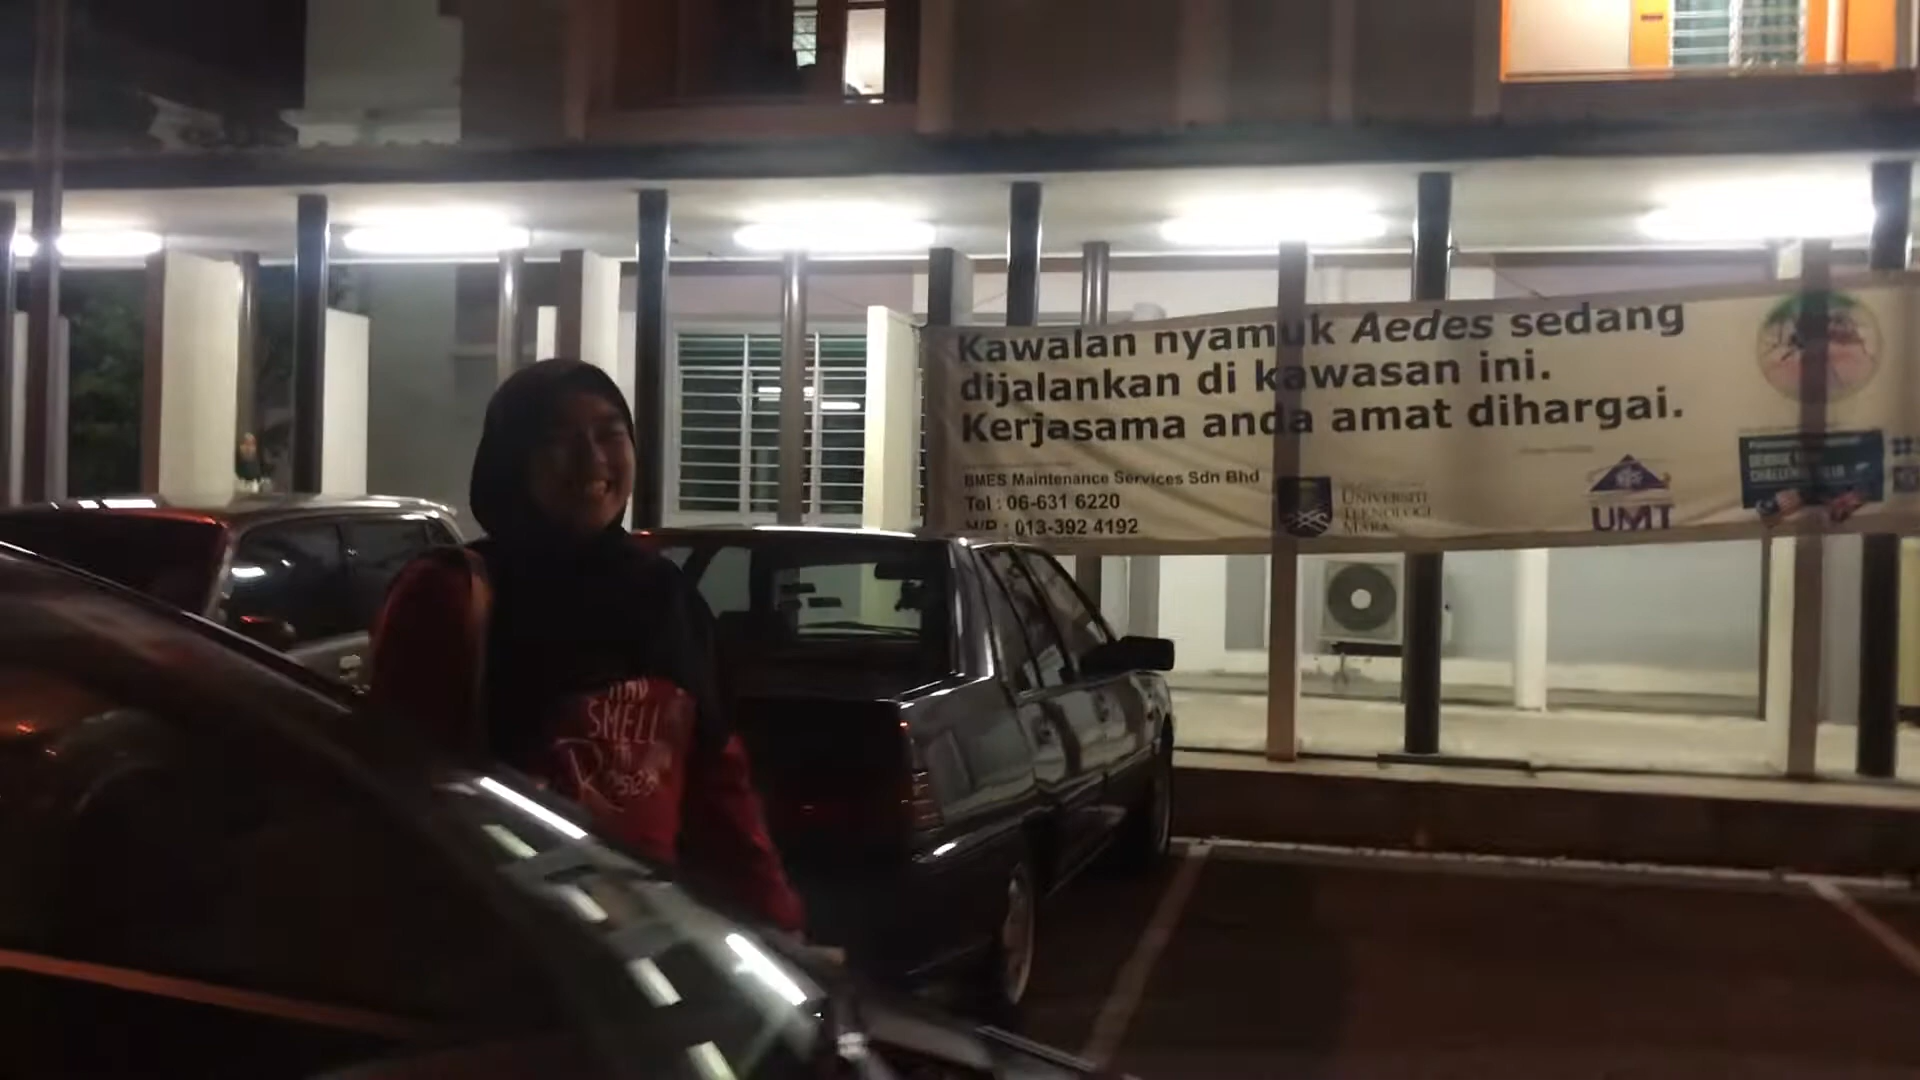 Kawalan nyamuk Aedes sedang
dijalankan di kawasan ini.
Kerjasama anda amat dihargai.
BMES Maintenance Services Sdn Bhd
Tel : 06-631 6220
H/P : 013-392 4192
UNIVERSITI
TEKNOLOGI
MARA
UMT
SMELL
Roses